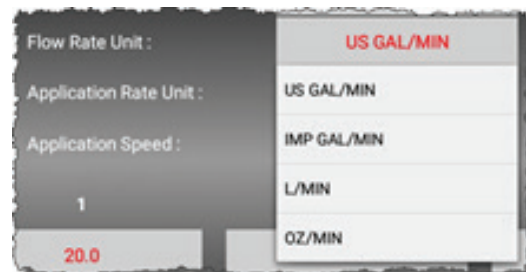 Flow Rate Unit :
US GAL/MIN
Application Rate Unit :
US GAL/MIN
Application Speed :
IMP GAL/MIN
1
L/MIN
20.0
OZ/MIN